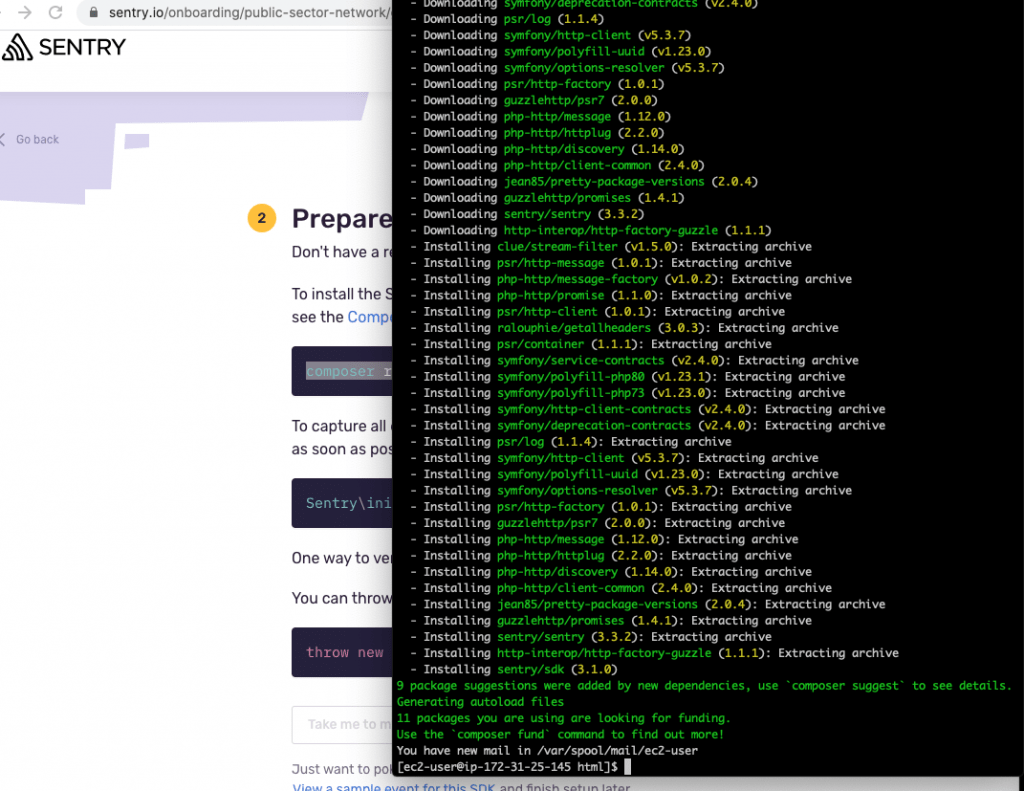 sentry.io/onboarding/public-sector-network/
SENTRY
Go back
2
Prepare
Don't have a re
To install the S
see the Compo
composer r
To capture all
as soon as pos
Sentry\ini
One way to ver
You can throw
throw new
Take me to m
Just want to pok
View a sample event for this SDK and finish setup later
- Downloading symfony/deprecation-contracts (v2.4.0)
- Downloading psr/log (1.1.4)
- Downloading symfony/http-client (v5.3.7)
- Downloading symfony/polyfill-uuid (v1.23.0)
- Downloading symfony/options-resolver (v5.3.7)
- Downloading psr/http-factory (1.0.1)
- Downloading guzzlehttp/psr7 (2.0.0)
- Downloading php-http/message (1.12.0)
- Downloading php-http/httplug (2.2.0)
- Downloading php-http/discovery (1.14.0)
- Downloading php-http/client-common (2.4.0)
- Downloading jean85/pretty-package-versions (2.0.4)
- Downloading guzzlehttp/promises (1.4.1)
- Downloading sentry/sentry (3.3.2)
- Downloading http-interop/http-factory-guzzle (1.1.1)
- Installing clue/stream-filter (v1.5.0): Extracting archive
- Installing psr/http-message (1.0.1): Extracting archive
- Installing php-http/message-factory (v1.0.2): Extracting archive
- Installing php-http/promise (1.1.0): Extracting archive
- Installing psr/http-client (1.0.1): Extracting archive
- Installing ralouphie/getallheaders (3.0.3): Extracting archive
- Installing psr/container (1.1.1): Extracting archive
- Installing symfony/service-contracts (v2.4.0): Extracting archive
- Installing symfony/polyfill-php80 (v1.23.1): Extracting archive
- Installing symfony/polyfill-php73 (v1.23.0): Extracting archive
- Installing symfony/http-client-contracts (v2.4.0): Extracting archive
- Installing symfony/deprecation-contracts (v2.4.0): Extracting archive
- Installing psr/log (1.1.4): Extracting archive
- Installing symfony/http-client (v5.3.7): Extracting archive
- Installing symfony/polyfill-uuid (v1.23.0): Extracting archive
- Installing symfony/options-resolver (v5.3.7): Extracting archive
- Installing psr/http-factory (1.0.1): Extracting archive
- Installing guzzlehttp/psr7 (2.0.0): Extracting archive
- Installing php-http/message (1.12.0): Extracting archive
- Installing php-http/httplug (2.2.0): Extracting archive
- Installing php-http/discovery (1.14.0): Extracting archive
- Installing php-http/client-common (2.4.0): Extracting archive
- Installing jean85/pretty-package-versions (2.0.4): Extracting archive
- Installing guzzlehttp/promises (1.4.1): Extracting archive
- Installing sentry/sentry (3.3.2): Extracting archive
- Installing http-interop/http-factory-guzzle (1.1.1): Extracting archive
- Installing sentry/sdk (3.1.0)
9 package suggestions were added by new dependencies, use `composer suggest` to see details.
Generating autoload files
11 packages you are using are looking for funding.
Use the `composer fund` command to find out more!
You have new mail in /var/spool/mail/ec2-user
[ec2-user@ip-172-31-25-145 html]$